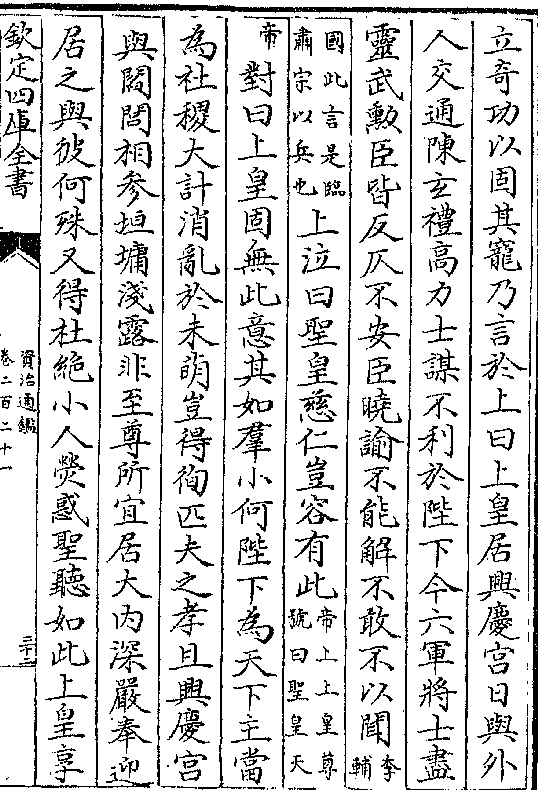 立竒功以固其寵乃言於上曰上皇居興慶宮日與外
人交通陳玄禮高力士謀不利於陛下今六軍將士盡
靈武勲臣皆反仄不安臣曉諭不能解不敢不以聞李輔
國此言是臨肅宗以兵也上泣曰聖皇慈仁豈容有此帝上上皇尊號曰聖皇天
帝對曰上皇固無此意其如羣小何陛下為天下主當
為社稷大計消亂於未萌豈得徇匹夫之孝且興慶宮
與閻閭相參垣墉淺露非至尊所宜居大内深嚴奉迎
居之與彼何殊又得杜絶小人熒惑聖聽如此上皇享
欽定四庫全書
資治通鑑
卷二百二十一
三十二